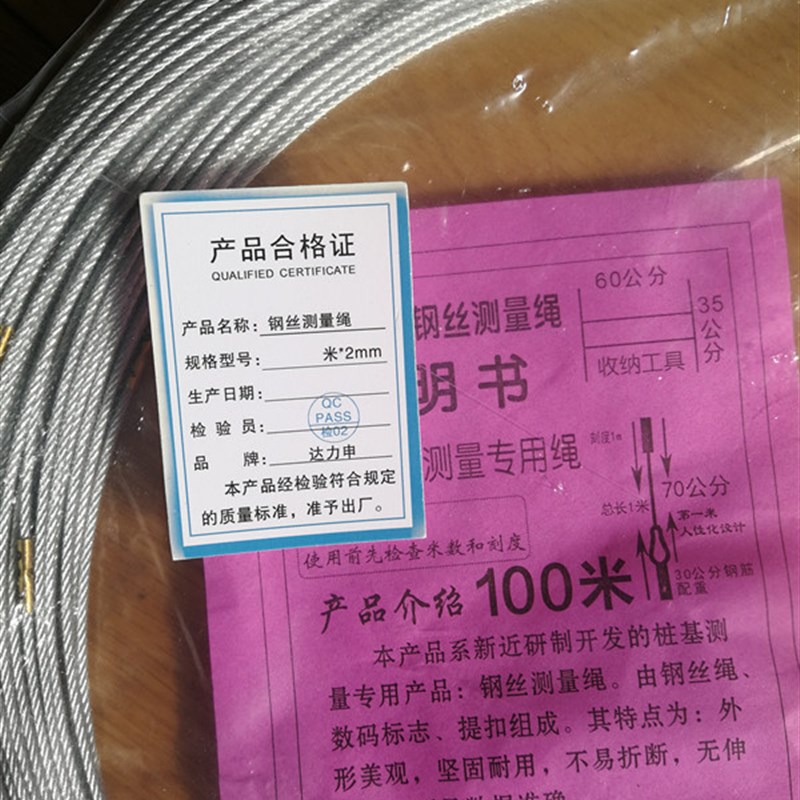 产品合格证
QUALIFIED CERTIFICATE
产品名称：钢丝测量绳
规格型号： 米*2mm
生产日期：
检 验 员：
QC
PASS
检02
品 牌： 达力申
本产品经检验符合规定
的质量标准，准予出厂。
钢丝测量绳
明书
测量专用绳
60公分
35公分
收纳工具
刻度1m
70公分
总长1米
第一米
人性化设计
30公分钢筋
配重
使用前先检查米数和刻度
产品介绍 100米
本产品系新近研制开发的桩基测
量专用产品：钢丝测量绳。由钢丝绳、
数码标志、提扣组成。其特点为：外
形美观，坚固耐用，不易折断，无伸